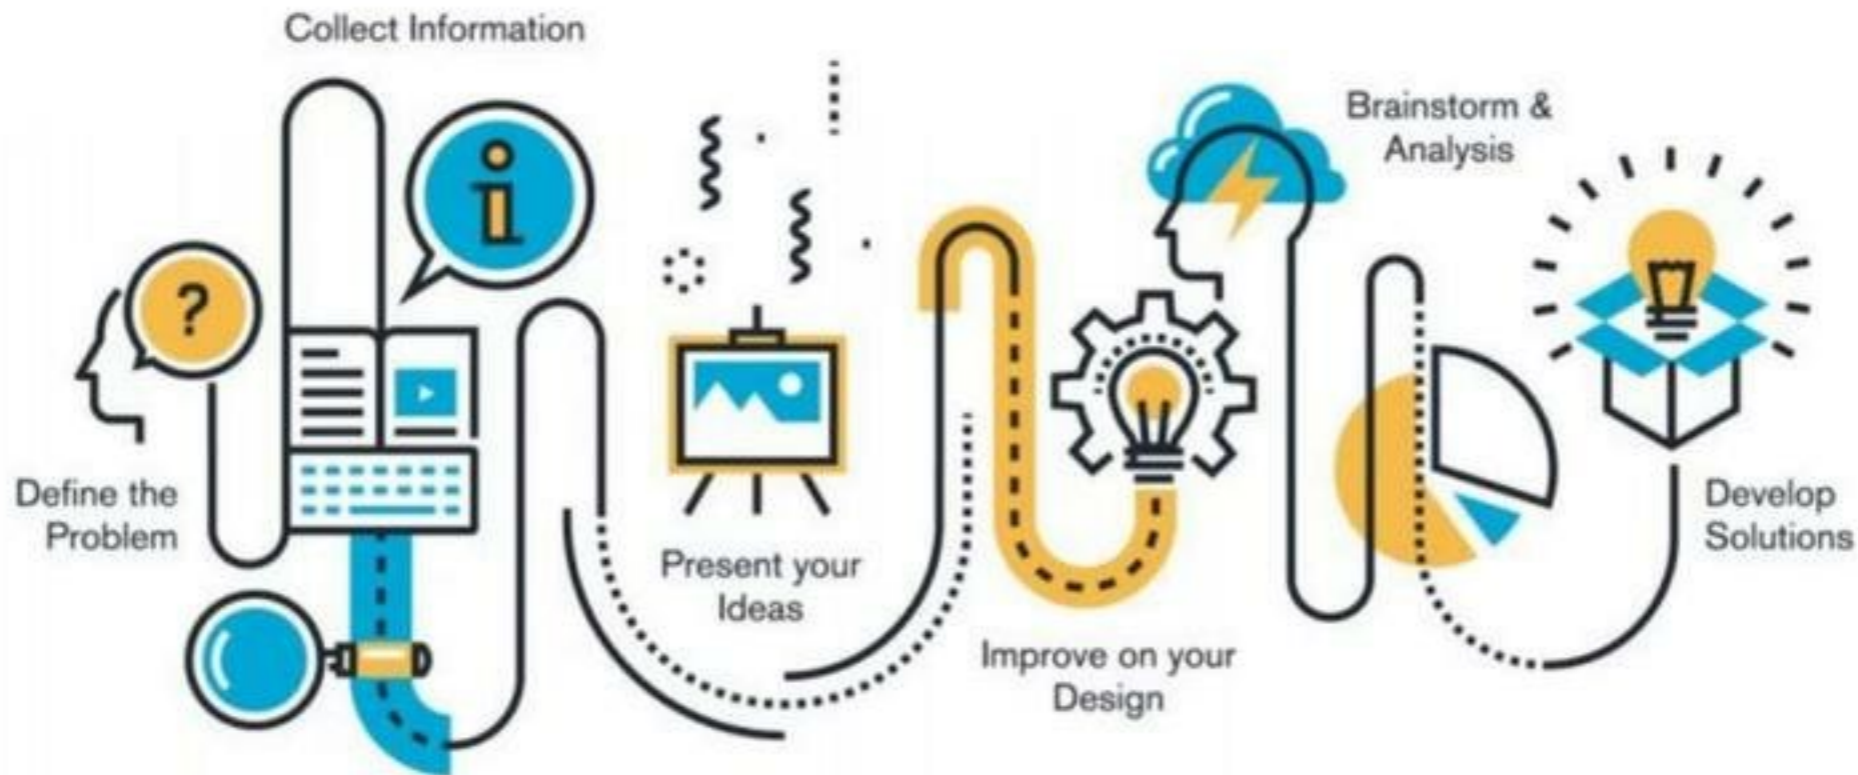 Collect Information
Define the
Problem
?
i
Present your
Ideas
Improve on your
Design
Brainstorm &
Analysis
Develop
Solutions